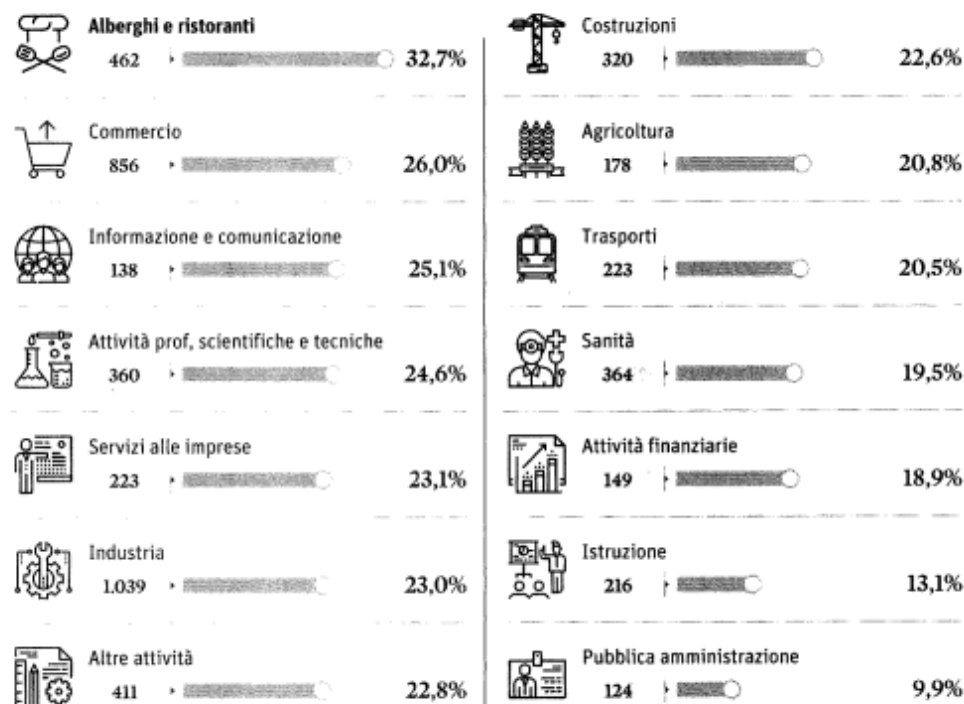 Alberghi e ristoranti
462 32,7%
Commercio
856 26,0%
Informazione e comunicazione
138 25,1%
Attività prof, scientifiche e tecniche
360 24,6%
Servizi alle imprese
223 23,1%
Industria
1.039 23,0%
Altre attività
411 22,8%
Costruzioni
320 22,6%
Agricoltura
178 20,8%
Trasporti
223 20,5%
Sanità
364 19,5%
Attività finanziarie
149 18,9%
Istruzione
216 13,1%
Pubblica amministrazione
124 9,9%